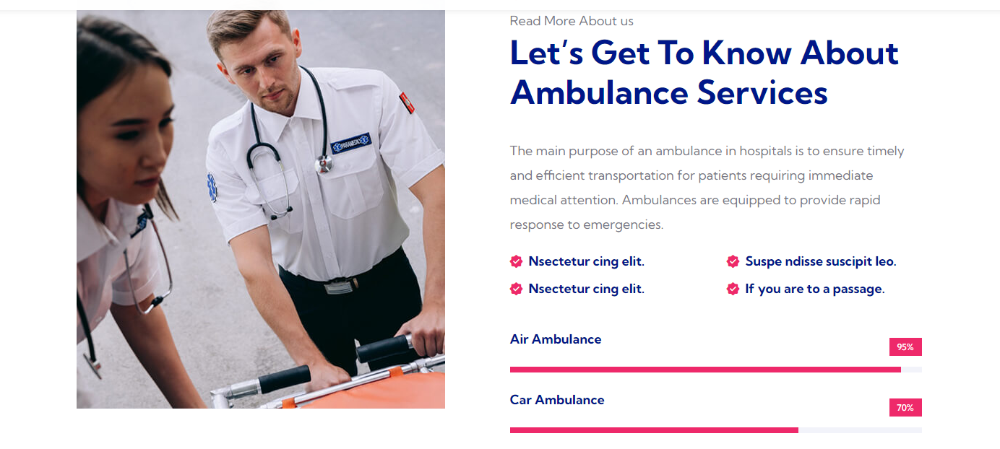 Read More About us
Let’s Get To Know About
Ambulance Services
The main purpose of an ambulance in hospitals is to ensure timely
and efficient transportation for patients requiring immediate
medical attention. Ambulances are equipped to provide rapid
response to emergencies.
Nsectetur cing elit.
Suspe ndisse suscipit leo.
Nsectetur cing elit.
If you are to a passage.
Air Ambulance
95%
Car Ambulance
70%
PARAMEDICS